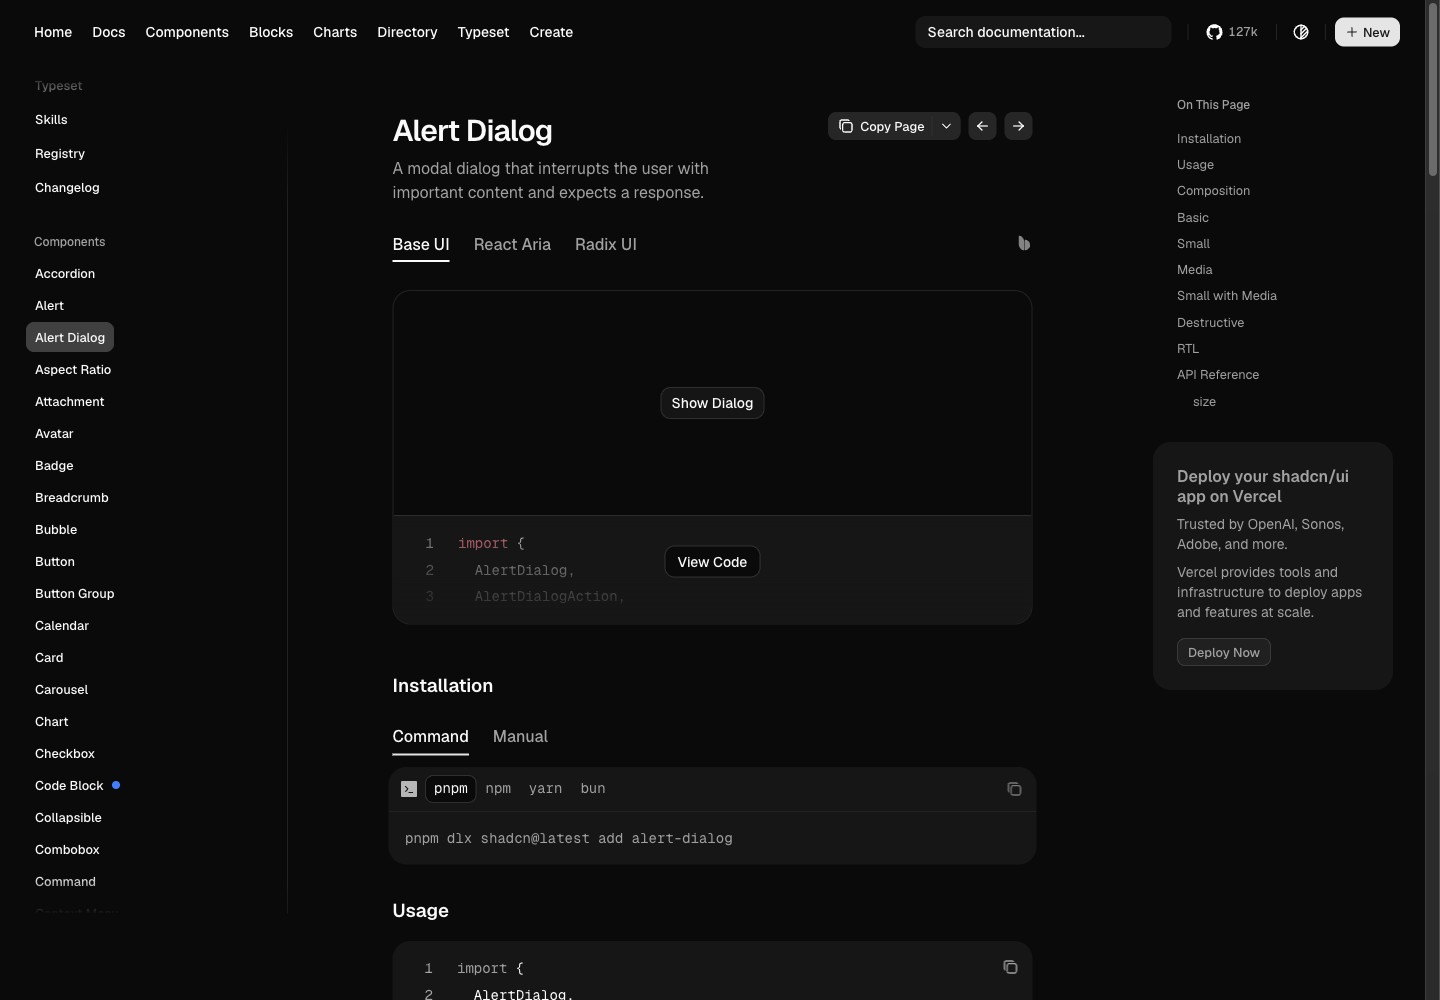 Home Docs Components Blocks Charts Directory Typeset Create
Search documentation...
127k
New
Typeset
Skills
Registry
Changelog
Components
Accordion
Alert
Alert Dialog
Aspect Ratio
Attachment
Avatar
Badge
Breadcrumb
Bubble
Button
Button Group
Calendar
Card
Carousel
Chart
Checkbox
Code Block
Collapsible
Combobox
Command
Context Menu
Alert Dialog
Copy Page
A modal dialog that interrupts the user with
important content and expects a response.
Base UI React Aria Radix UI
Show Dialog
1 import {
2 AlertDialog,
3 AlertDialogAction,
View Code
Installation
Command Manual
pnpm npm yarn bun
pnpm dlx shadcn@latest add alert-dialog
Usage
1 import {
2 AlertDialog,
On This Page
Installation
Usage
Composition
Basic
Small
Media
Small with Media
Destructive
RTL
API Reference
size
Deploy your shadcn/ui
app on Vercel
Trusted by OpenAI, Sonos,
Adobe, and more.
Vercel provides tools and
infrastructure to deploy apps
and features at scale.
Deploy Now